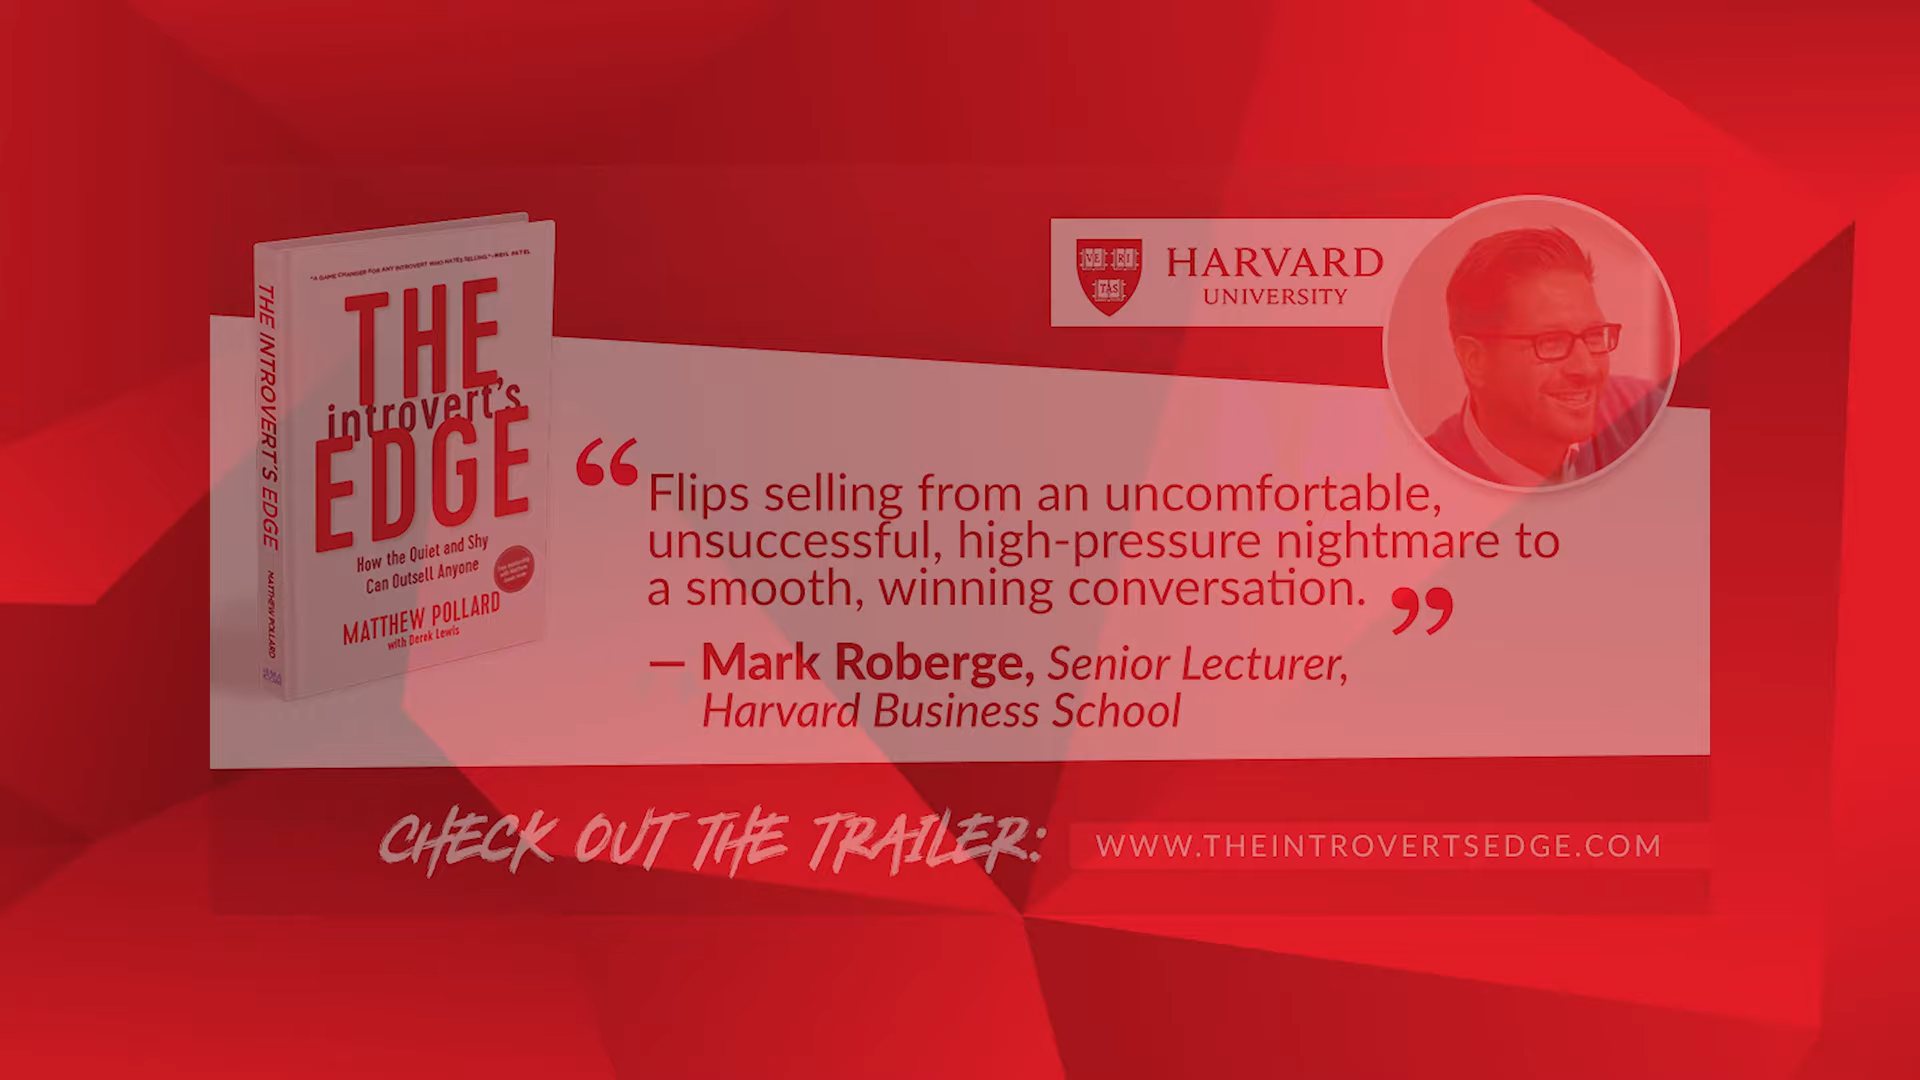 "A GAME CHANGER FOR ANY INTROVERT WHO HATES SELLING." —NEIL PATEL
THE
introvert's
EDGE
How the Quiet and Shy
Can Outsell Anyone
MATTHEW POLLARD
with Derek Lewis
THE INTROVERT'S EDGE
MATTHEW POLLARD
VE RI
TAS
HARVARD
UNIVERSITY
“Flips selling from an uncomfortable,
unsuccessful, high-pressure nightmare to
a smooth, winning conversation.”
— Mark Roberge, Senior Lecturer,
Harvard Business School
CHECK OUT THE TRAILER:
WWW.THEINTROVERTSEDGE.COM